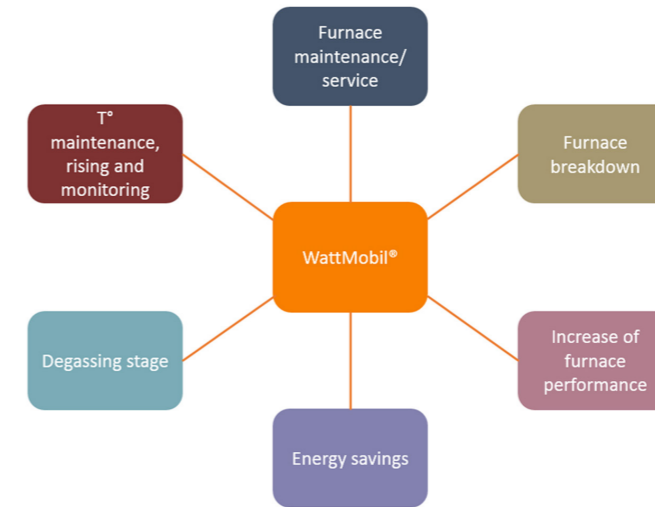 Furnace
maintenance/
service
T°
maintenance,
rising and
monitoring
Furnace
breakdown
WattMobil®
Degassing stage
Increase of
furnace
performance
Energy savings